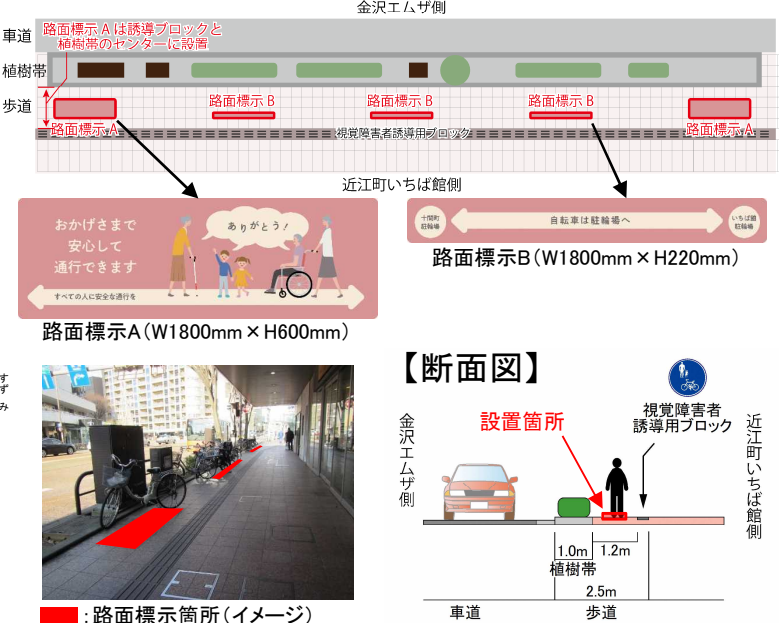 金沢エムザ側
車道
路面標示Aは誘導ブロックと
植樹帯のセンターに設置
植樹帯
歩道
路面標示A
路面標示B
路面標示B
路面標示B
路面標示A
視覚障害者誘導用ブロック
近江町いちば館側
おかげさまで
安心して
通行できます
ありがとう!
すべての人に安全な通行を
路面標示A(W1800mm×H600mm)
十間町
駐輪場
自転車は駐輪場へ
いちば館
駐輪場
路面標示B(W1800mm×H220mm)
すずみ
:路面標示箇所(イメージ)
【断面図】
金沢エムザ側
設置箇所
視覚障害者
誘導用ブロック
近江町いちば館側
1.0m
1.2m
植樹帯
2.5m
車道
歩道